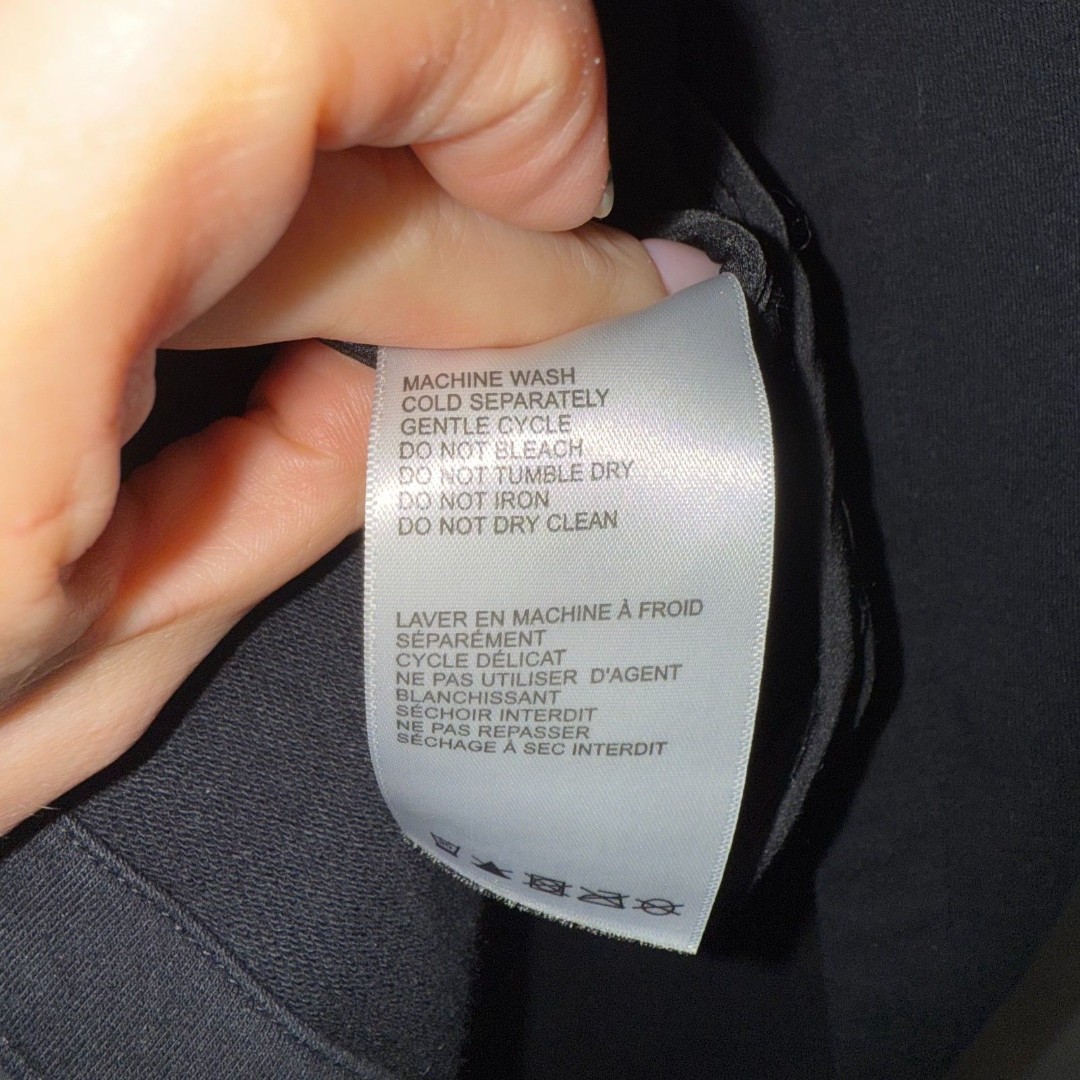 MACHINE WASH
COLD SEPARATELY
GENTLE CYCLE
DO NOT BLEACH
DO NOT TUMBLE DRY
DO NOT IRON
DO NOT DRY CLEAN
LAVER EN MACHINE À FROID
SÉPARÉMENT
CYCLE DÉLICAT
NE PAS UTILISER D'AGENT
BLANCHISSANT
SÉCHOIR INTERDIT
NE PAS REPASSER
SÉCHAGE À SEC INTERDIT